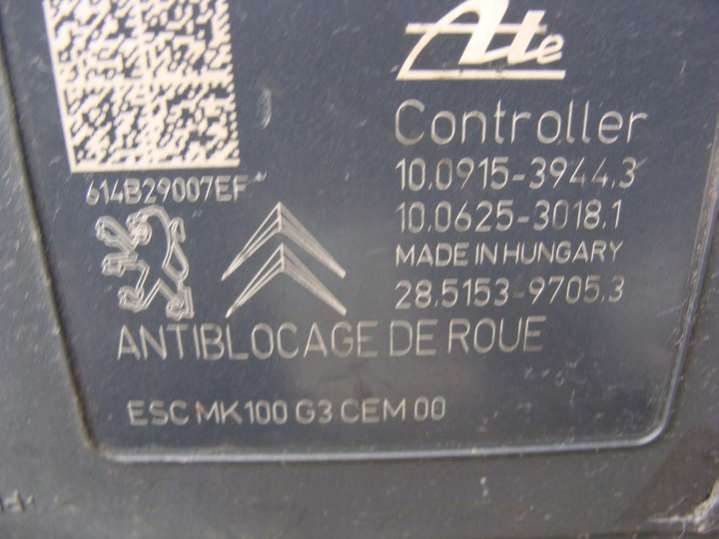 Ate
Controller
10.0915-3944.3
614B29007EF
10.0625-3018.1
MADE IN HUNGARY
28.5153-9705.3
ANTIBLOCAGE DE ROUE
ESC MK100 G3 CEM 00